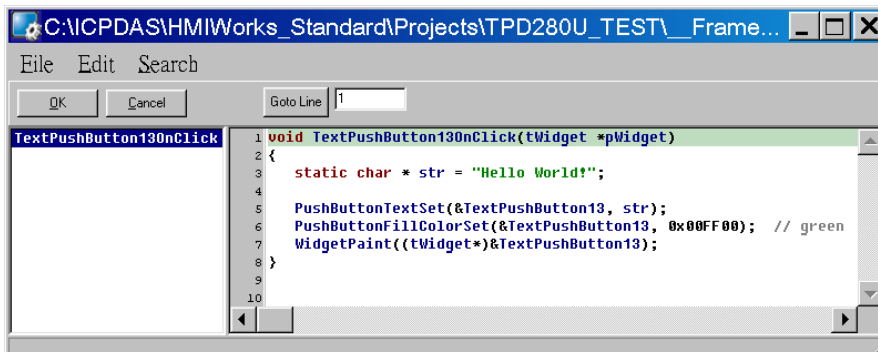 C:\ICPDAS\HMIWorks_Standard\Projects\TPD280U_TEST\__Frame...
File Edit Search
OK Cancel Goto Line 1
TextPushButton13OnClick
1 void TextPushButton13OnClick(tWidget *pWidget)
2 {
3 static char * str = "Hello World!";
4
5 PushButtonTextSet(&TextPushButton13, str);
6 PushButtonFillColorSet(&TextPushButton13, 0x00FF00); // green
7 WidgetPaint((tWidget*)&TextPushButton13);
8 }
9
10